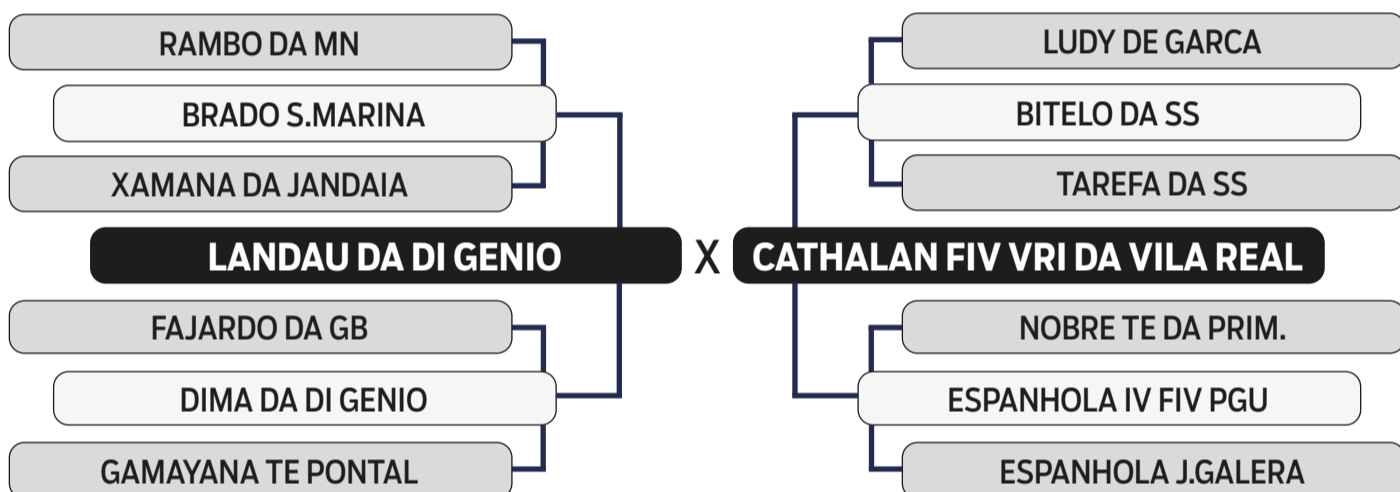 RAMBO DA MN
BRADO S.MARINA
XAMANA DA JANDAIA
LANDAU DA DI GENIO
FAJARDO DA GB
DIMA DA DI GENIO
GAMAYANA TE PONTAL
X
LUDY DE GARCA
BITELO DA SS
TAREFA DA SS
CATHALAN FIV VRI DA VILA REAL
NOBRE TE DA PRIM.
ESPANHOLA IV FIV PGU
ESPANHOLA J.GALERA